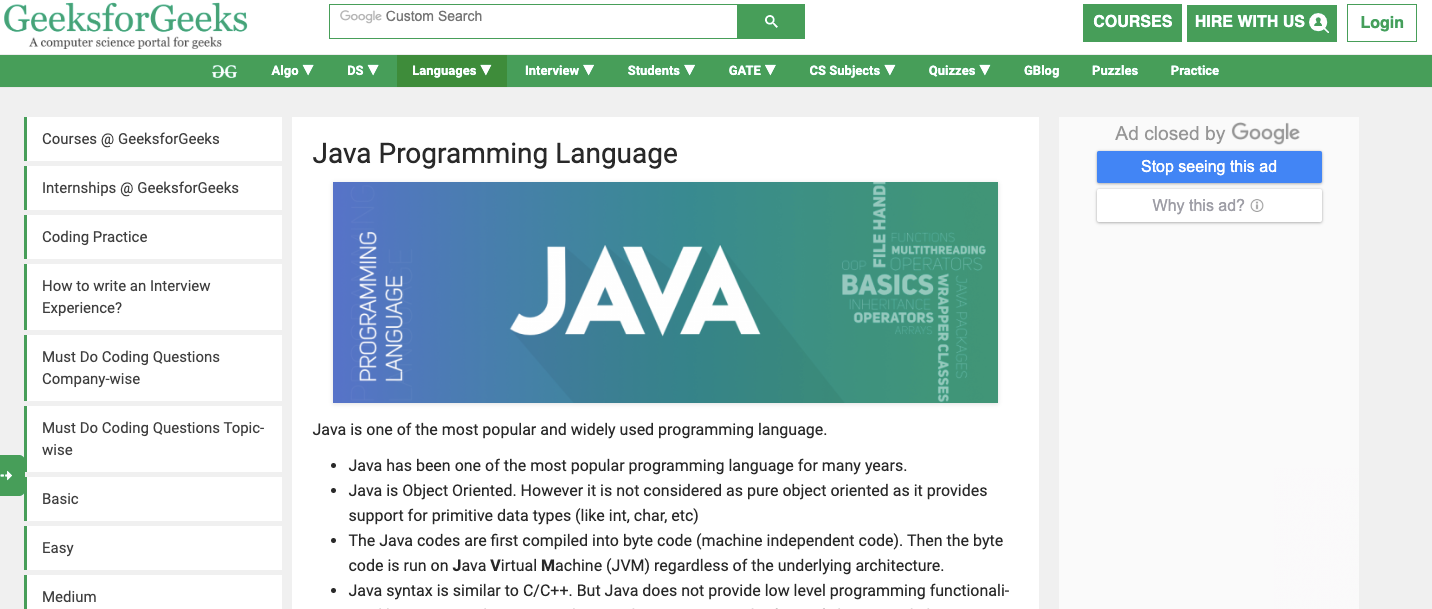 GeeksforGeeks
A computer science portal for geeks
Google Custom Search
COURSES
HIRE WITH US
Login
Algo ▼
DS ▼
Languages ▼
Interview ▼
Students ▼
GATE ▼
CS Subjects ▼
Quizzes ▼
GBlog
Puzzles
Practice
Courses @ GeeksforGeeks
Internships @ GeeksforGeeks
Coding Practice
How to write an Interview
Experience?
Must Do Coding Questions
Company-wise
Must Do Coding Questions Topic-
wise
Basic
Easy
Medium
Java Programming Language
PROGRAMMING
LANGUAGE
JAVA
FILE HANDI
FUNCTIONS
MULTITHREADING
OOP
OPERATORS
BASICS
INHERITANCE
OPERATORS
ARRAYS
WRAPPER CLASSES
JAVA PACKAGES
Java is one of the most popular and widely used programming language.
• Java has been one of the most popular programming language for many years.
• Java is Object Oriented. However it is not considered as pure object oriented as it provides
support for primitive data types (like int, char, etc)
• The Java codes are first compiled into byte code (machine independent code). Then the byte
code is run on Java Virtual Machine (JVM) regardless of the underlying architecture.
• Java syntax is similar to C/C++. But Java does not provide low level programming functionali-
Ad closed by Google
Stop seeing this ad
Why this ad?